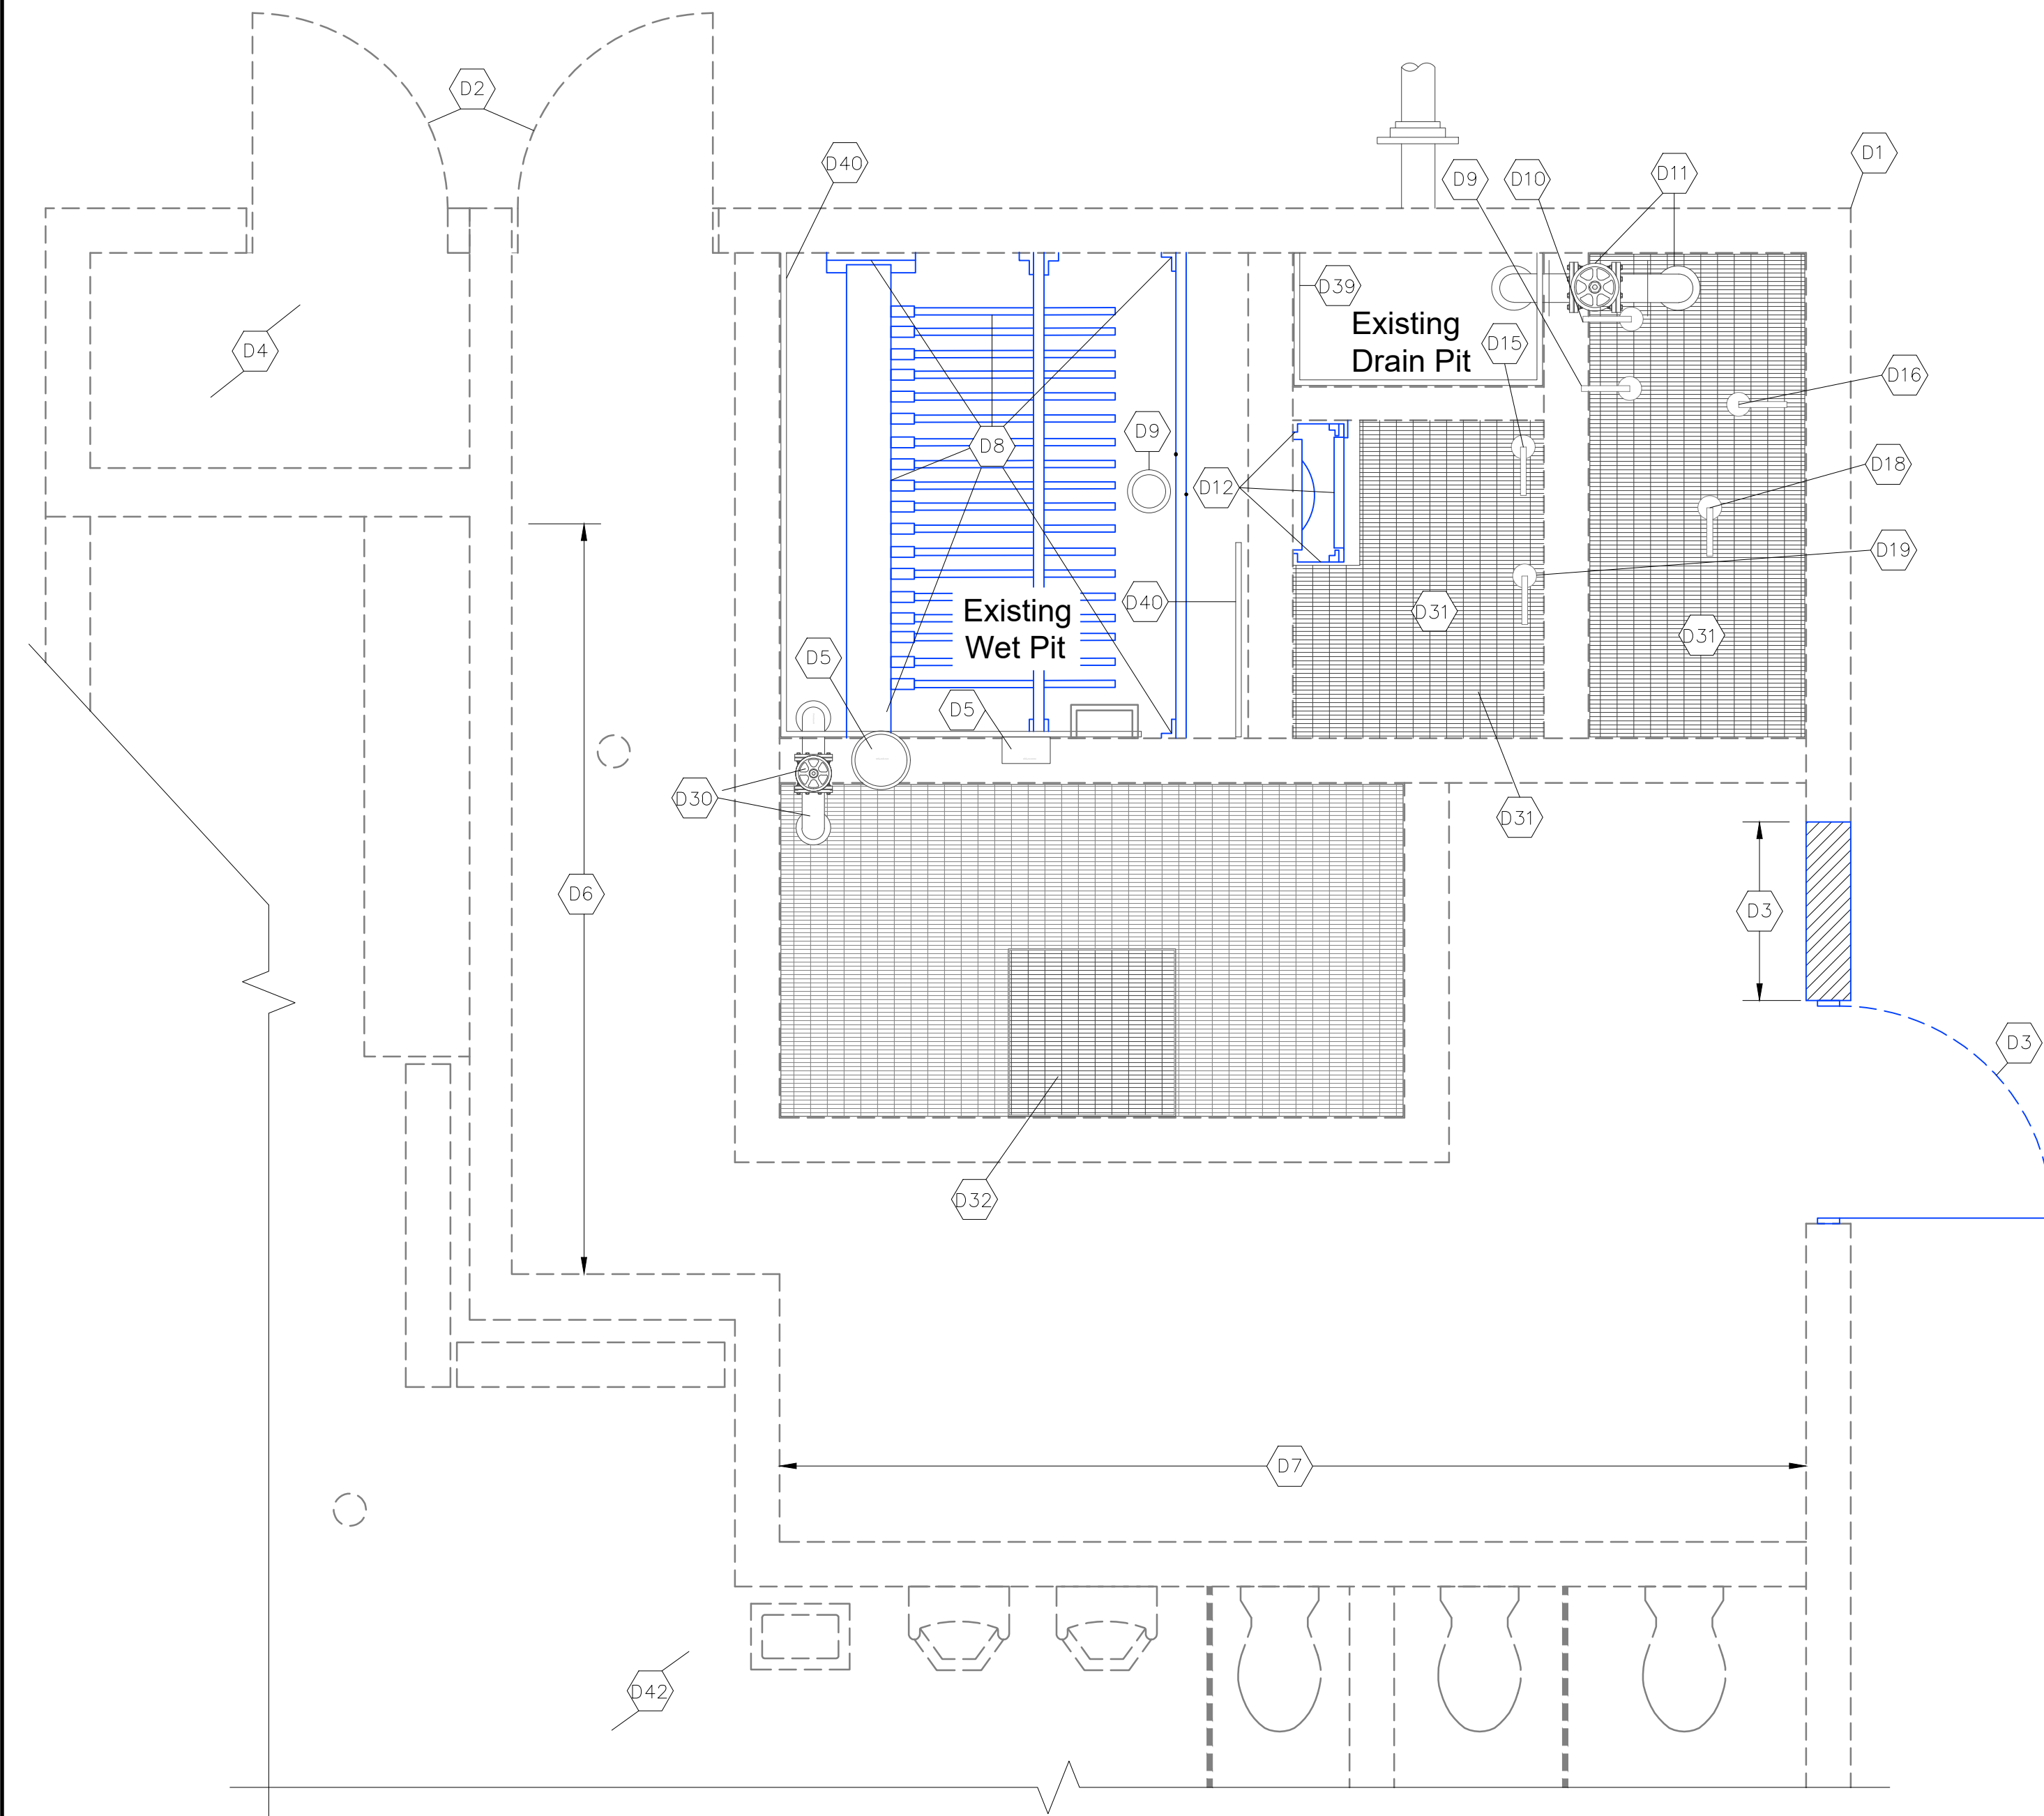 D2
D40
D1
D9
D10
D11
D39
Existing
Drain Pit
D15
D4
D16
D8
D9
D12
D18
D19
D40
Existing
Wet Pit
D31
D31
D5
D5
D30
D31
D6
D3
D3
D32
D7
D42